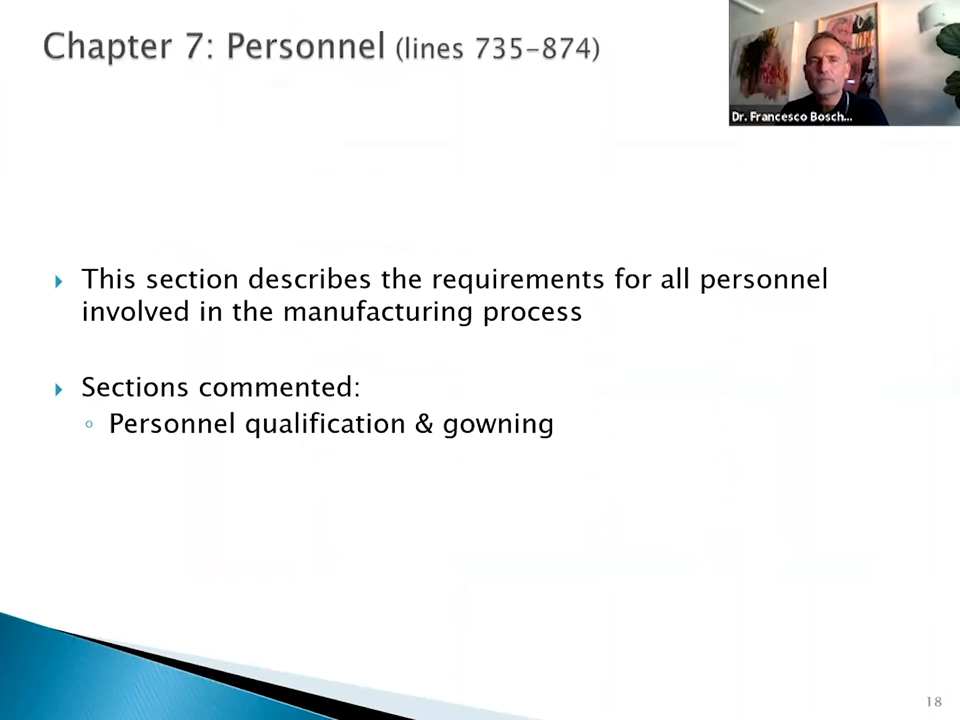 Chapter 7: Personnel (lines 735-874)
Dr. Francesco Bosch...
This section describes the requirements for all personnel
involved in the manufacturing process
Sections commented:
Personnel qualification & gowning
18